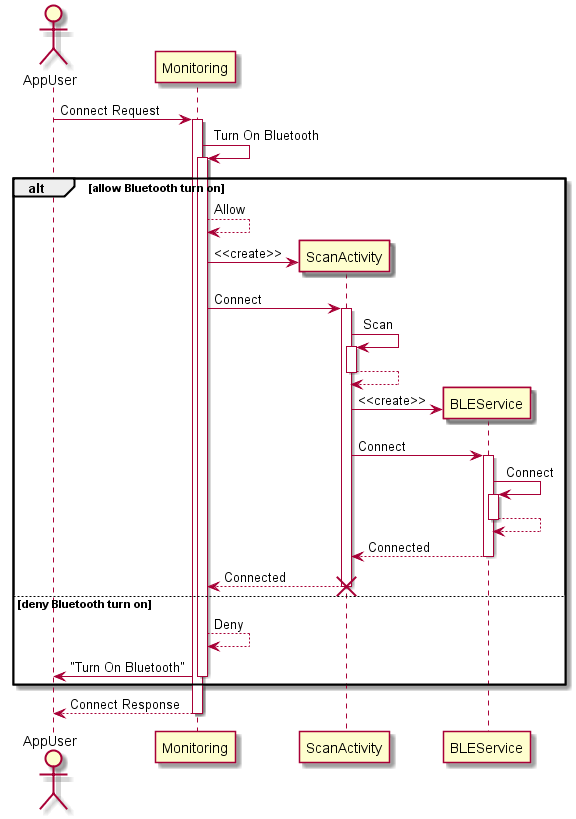 AppUser
Monitoring
Connect Request
Turn On Bluetooth
alt
[allow Bluetooth turn on]
Allow
<<create>>
ScanActivity
Connect
Scan
<<create>>
BLEService
Connect
Connect
Connected
Connected
[deny Bluetooth turn on]
Deny
"Turn On Bluetooth"
Connect Response
AppUser
Monitoring
ScanActivity
BLEService